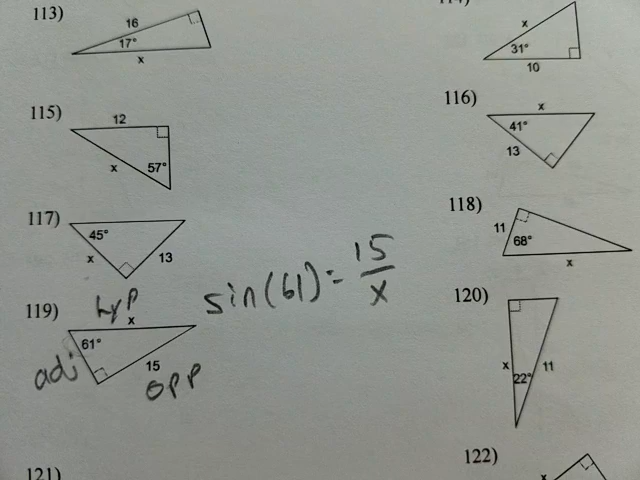 113)
16
17°
x
x
31°
10
115)
12
x
57°
116)
x
41°
13
117)
45°
x
13
118)
11
68°
x
119)
hyp
x
61°
adj
15
opp
sin(61) = 15/x
120)
x
22°
11
121)
122)
x